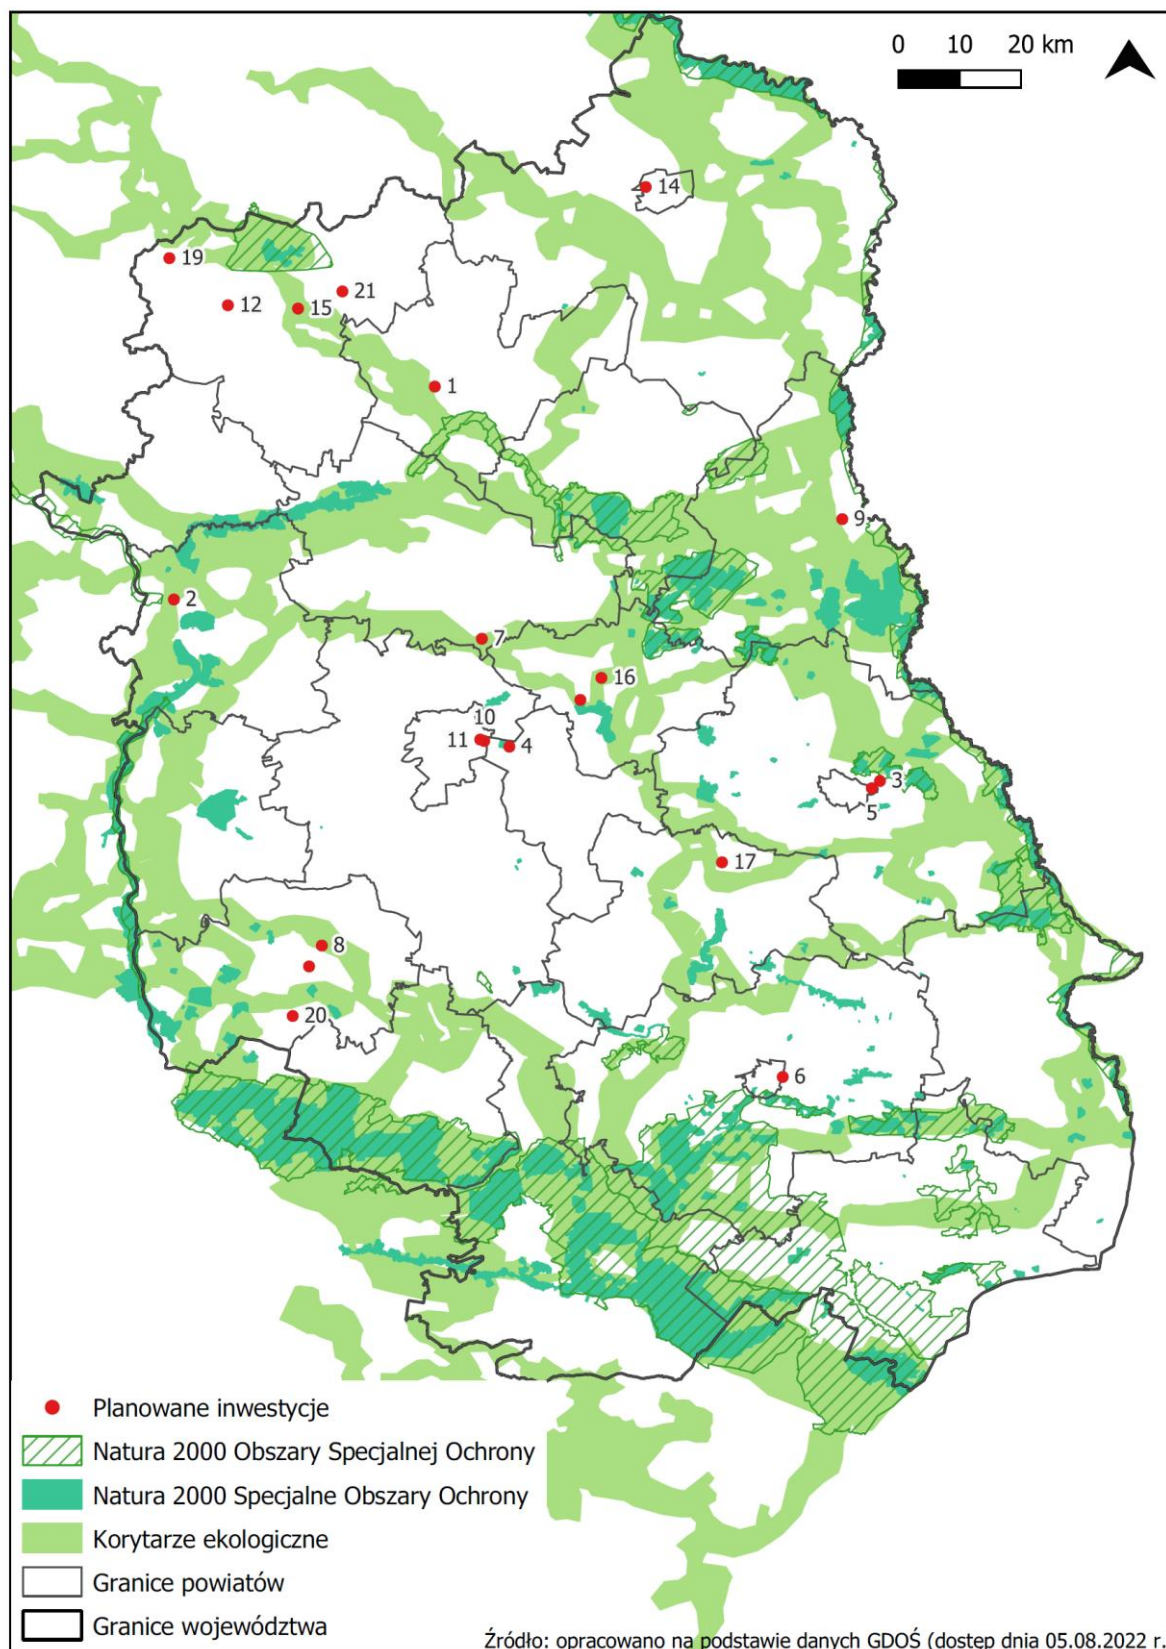 0 10 20 km
14
19
12
15
21
1
9
2
7
16
10
11
4
3
5
17
8
20
6
Planowane inwestycje
Natura 2000 Obszary Specjalnej Ochrony
Natura 2000 Specjalne Obszary Ochrony
Korytarze ekologiczne
Granice powiatów
Granice województwa
Źródło: opracowano na podstawie danych GDOŚ (dostęp dnia 05.08.2022 r.